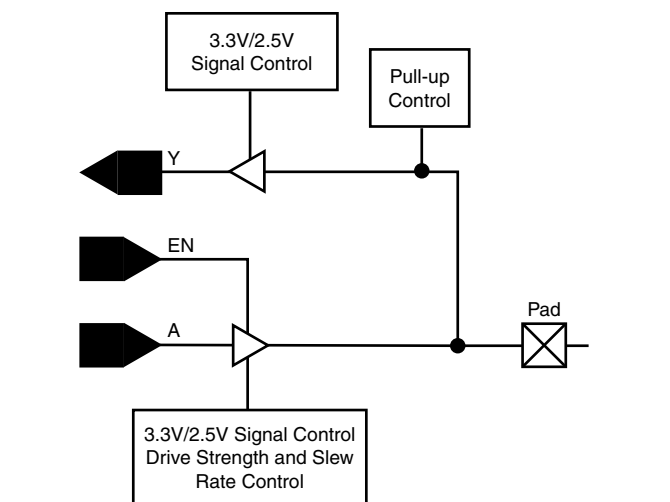 3.3V/2.5V
Signal Control
Pull-up
Control
Y
EN
A
Pad
3.3V/2.5V Signal Control
Drive Strength and Slew
Rate Control